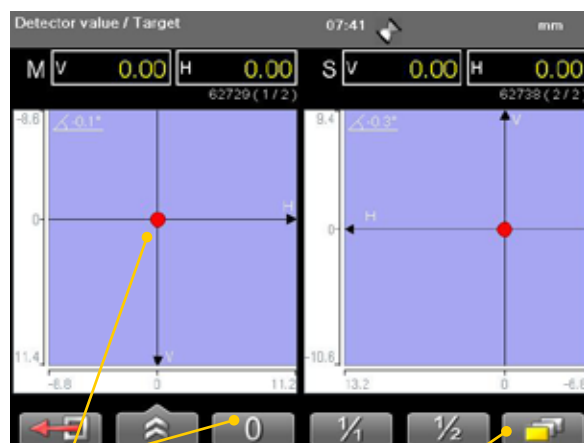 Detector value / Target 07:41 mm
M V 0.00 H 0.00 S V 0.00 H 0.00
62729(1/2) 62738(2/2)
-8.6 -0.1° 9.4 -0.3° V
H H
0 0
11.4 V -10.6
-8.8 0 11.2 13.2 0 -6.8
0 1/1 1/2